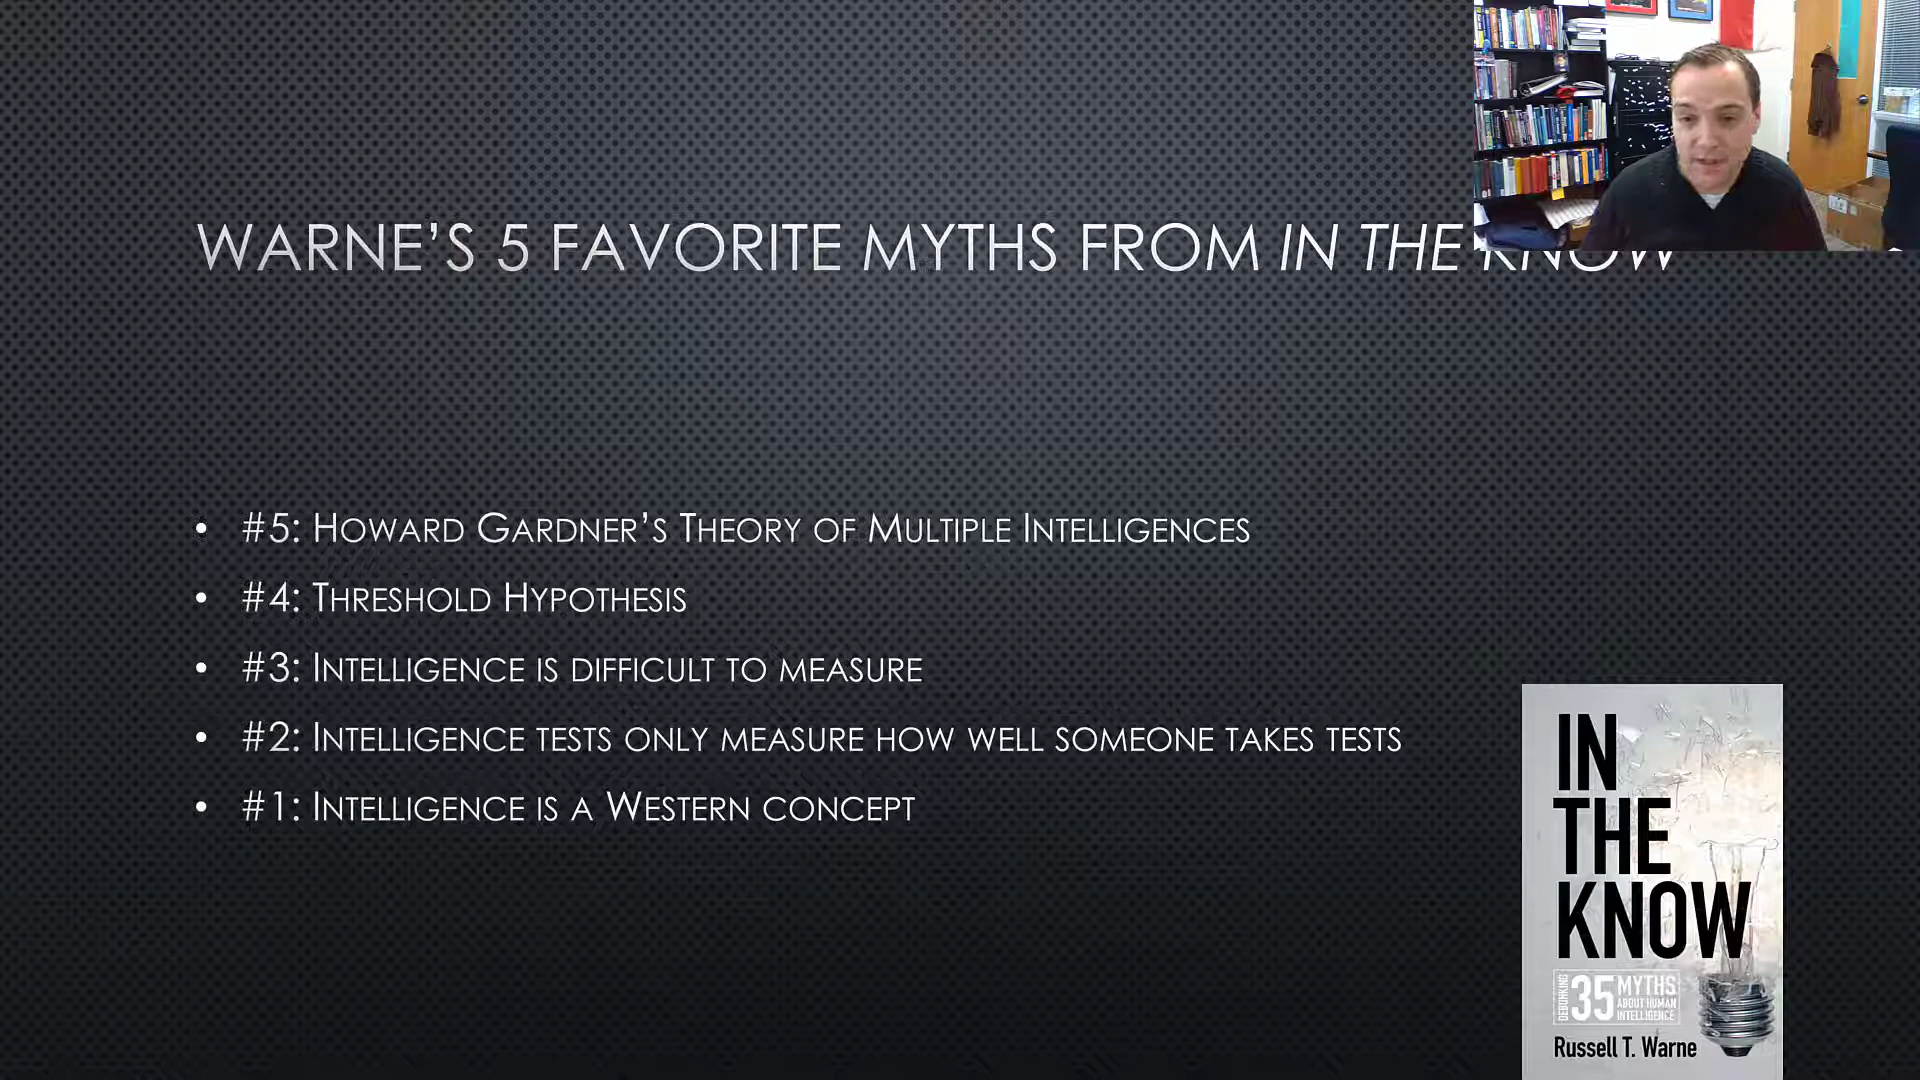 WARNE'S 5 FAVORITE MYTHS FROM IN THE KNOW
• #5: HOWARD GARDNER'S THEORY OF MULTIPLE INTELLIGENCES
• #4: THRESHOLD HYPOTHESIS
• #3: INTELLIGENCE IS DIFFICULT TO MEASURE
• #2: INTELLIGENCE TESTS ONLY MEASURE HOW WELL SOMEONE TAKES TESTS
• #1: INTELLIGENCE IS A WESTERN CONCEPT
IN
THE
KNOW
DEBUNKING
35 MYTHS
ABOUT HUMAN
INTELLIGENCE
Russell T. Warne